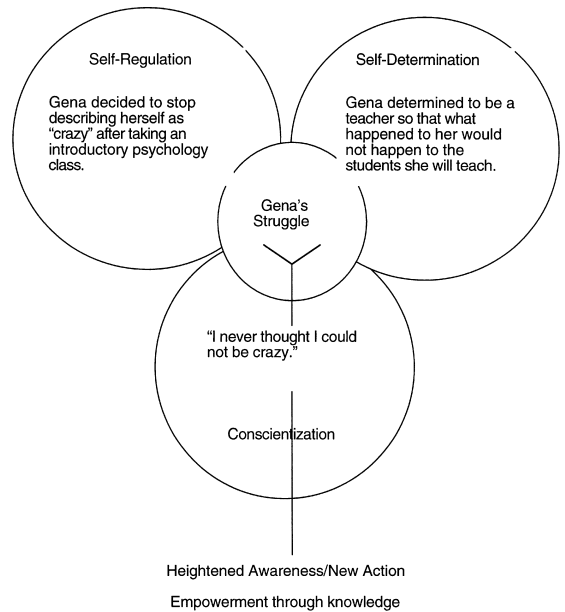 Self-Regulation
Gena decided to stop
describing herself as
“crazy” after taking an
introductory psychology
class.
Self-Determination
Gena determined to be a
teacher so that what
happened to her would
not happen to the
students she will teach.
Gena’s
Struggle
“I never thought I could
not be crazy.”
Conscientization
Heightened Awareness/New Action
Empowerment through knowledge